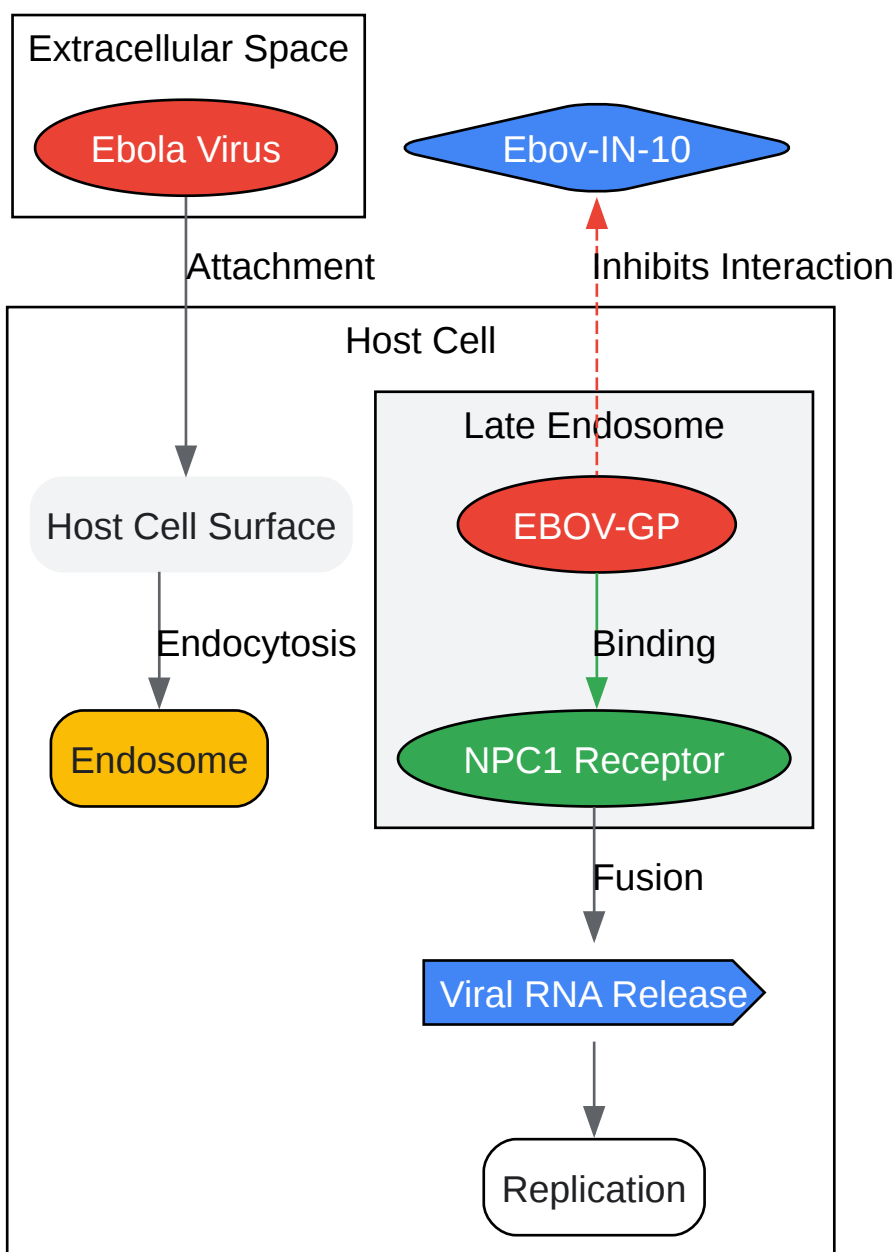 Extracellular Space
Ebola Virus
Ebov-IN-10
Attachment
Inhibits Interaction
Host Cell
Late Endosome
Host Cell Surface
EBOV-GP
Endocytosis
Binding
Endosome
NPC1 Receptor
Fusion
Viral RNA Release
Replication